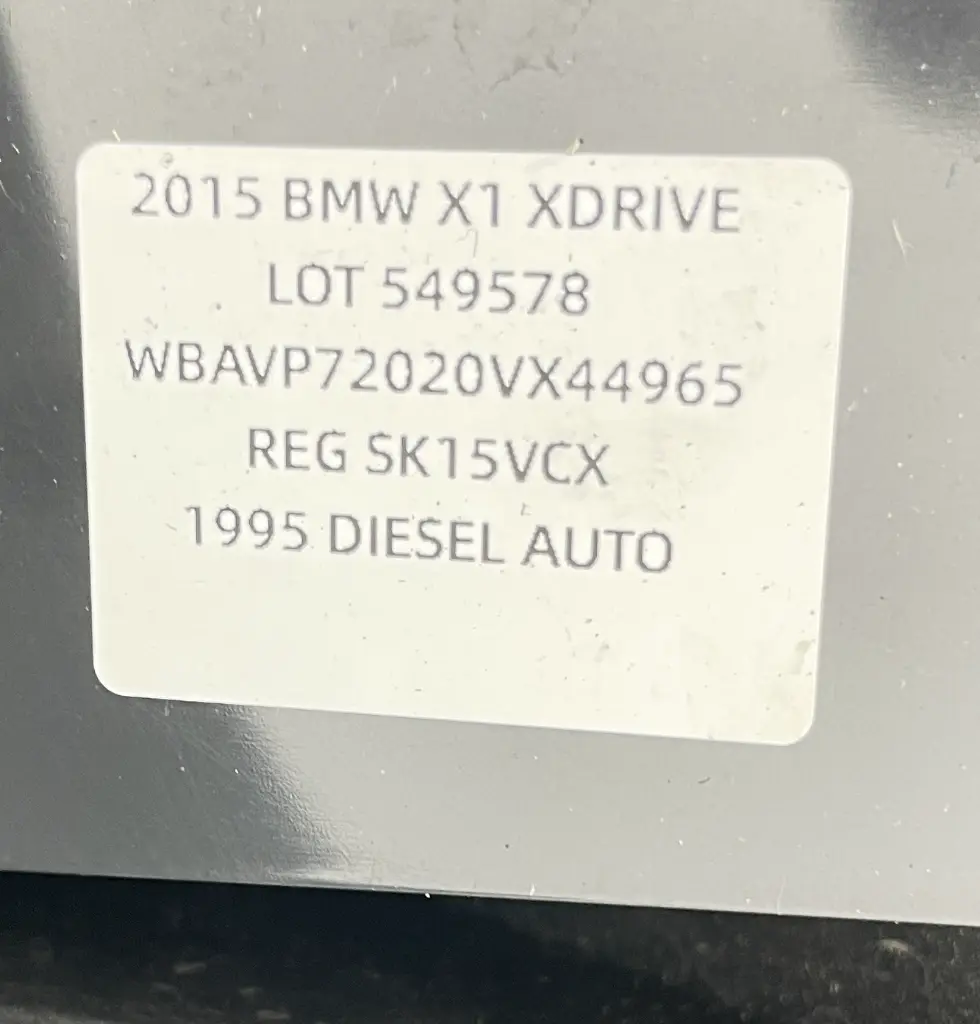 2015 BMW X1 XDRIVE
LOT 549578
WBAVP72020VX44965
REG SK15VCX
1995 DIESEL AUTO